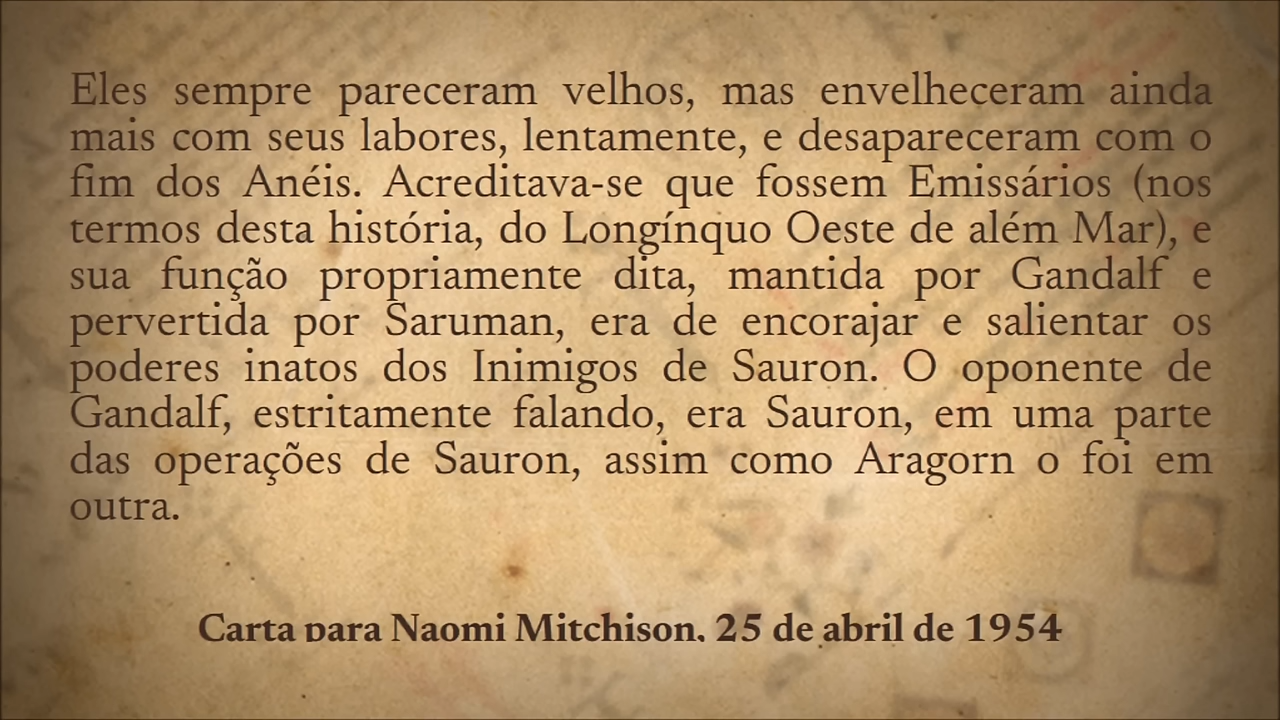 Eles sempre pareceram velhos, mas envelheceram ainda
mais com seus labores, lentamente, e desapareceram com o
fim dos Anéis. Acreditava-se que fossem Emissários (nos
termos desta história, do Longínquo Oeste de além Mar), e
sua função propriamente dita, mantida por Gandalf e
pervertida por Saruman, era de encorajar e salientar os
poderes inatos dos Inimigos de Sauron. O oponente de
Gandalf, estritamente falando, era Sauron, em uma parte
das operações de Sauron, assim como Aragorn o foi em
outra.
Carta para Naomi Mitchison, 25 de abril de 1954